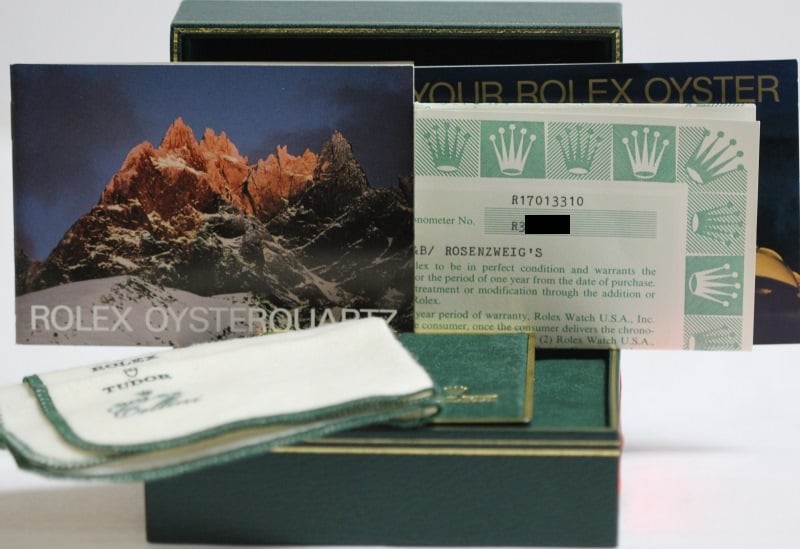 YOUR ROLEX OYSTER
ROLEX OYSTERQUARTZ
R17013310
onometer No.
R3
&B/ ROSENZWEIG'S
lex to be in perfect condition and warrants the
or the period of one year from the date of purchase.
treatment or modification through the addition or
Rolex.
year period of warranty, Rolex Watch U.S.A., Inc.
consumer, once the consumer delivers the chrono-
(2) Rolex Watch U.S.A.,
ROLEX
TUDOR
Cellini